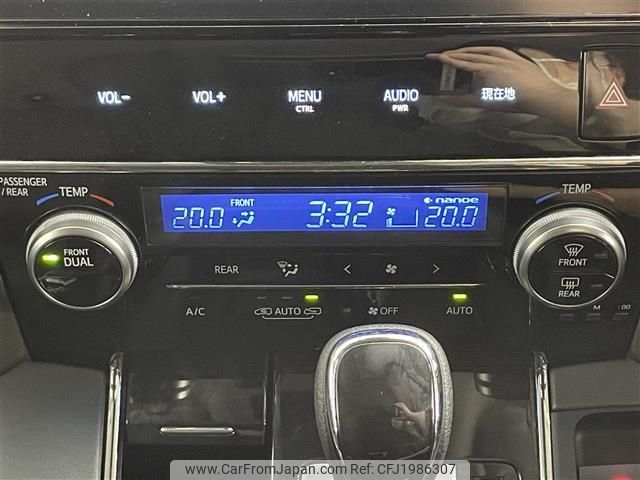 VOL- VOL+ MENU AUDIO 現在地
CTRL PWR
PASSENGER
/ REAR TEMP TEMP
FRONT nanoe
20.0 3:32 20.0
FRONT
DUAL
FRONT
REAR
REAR < >
A/C AUTO OFF AUTO
M :00
www.CarFromJapan.com - CFJ1986307